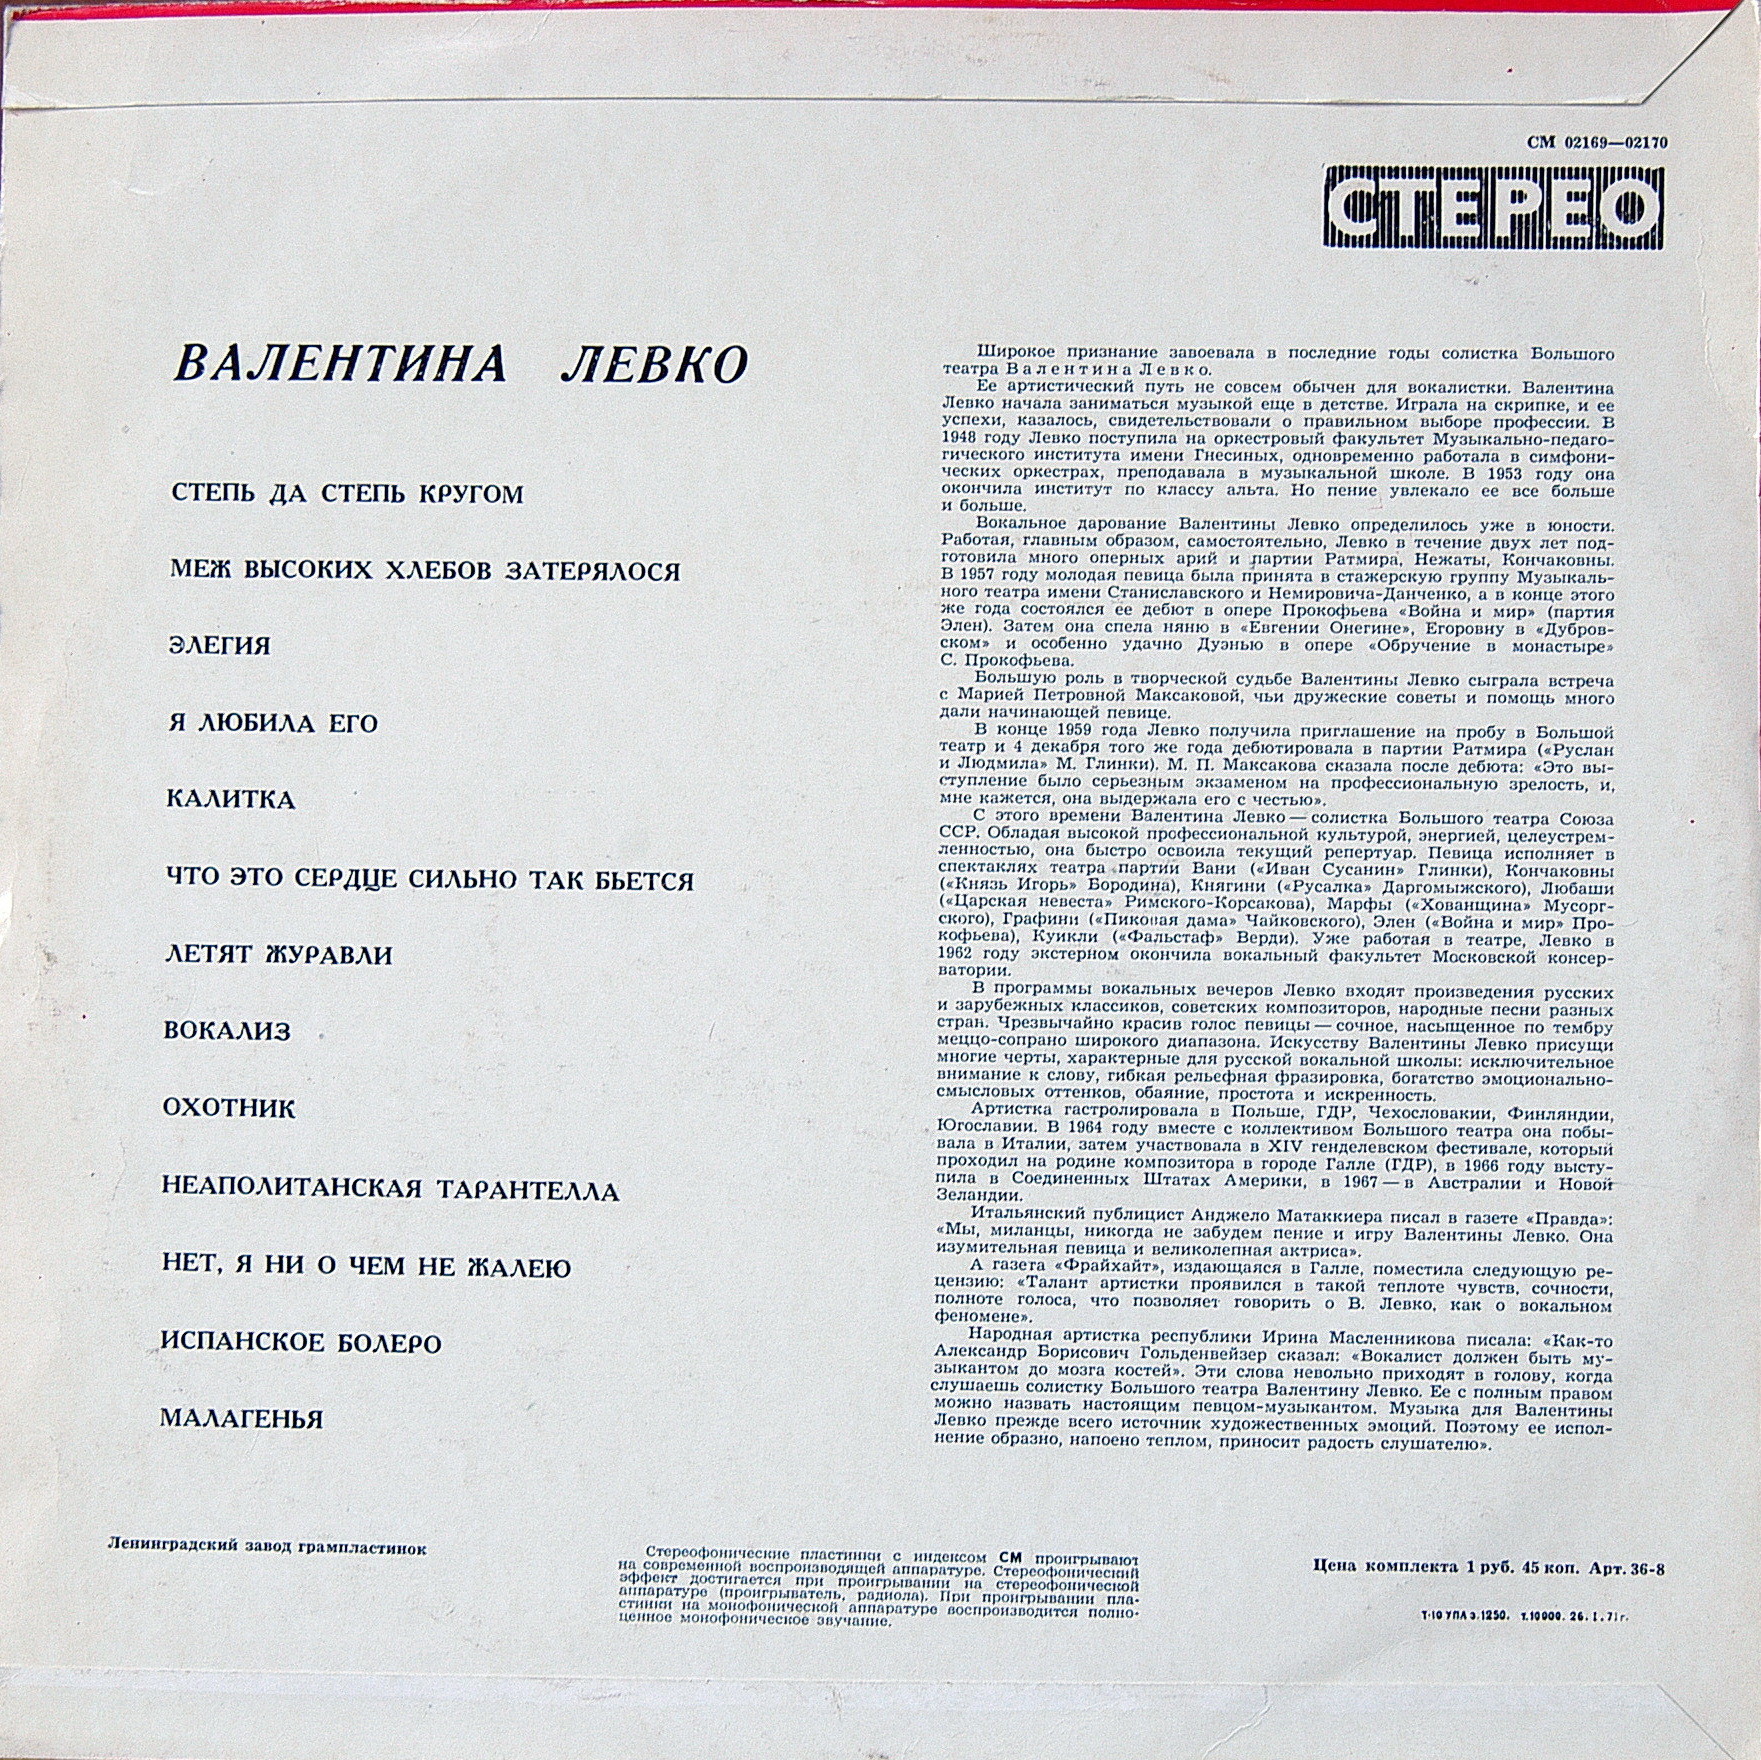 СМ 02169—02170
СТЕРЕО
ВАЛЕНТИНА ЛЕВКО
СТЕПЬ ДА СТЕПЬ КРУГОМ
МЕЖ ВЫСОКИХ ХЛЕБОВ ЗАТЕРЯЛОСЯ
ЭЛЕГИЯ
Я ЛЮБИЛА ЕГО
КАЛИТКА
ЧТО ЭТО СЕРДЦЕ СИЛЬНО ТАК БЬЕТСЯ
ЛЕТЯТ ЖУРАВЛИ
ВОКАЛИЗ
ОХОТНИК
НЕАПОЛИТАНСКАЯ ТАРАНТЕЛЛА
НЕТ, Я НИ О ЧЕМ НЕ ЖАЛЕЮ
ИСПАНСКОЕ БОЛЕРО
МАЛАГЕНЬЯ
Широкое признание завоевала в последние годы солистка Большого
театра Валентина Левко.
Ее артистический путь не совсем обычен для вокалистки. Валентина
Левко начала заниматься музыкой еще в детстве. Играла на скрипке, и ее
успехи, казалось, свидетельствовали о правильном выборе профессии. В
1948 году Левко поступила на оркестровый факультет Музыкально-педаго-
гического института имени Гнесиных, одновременно работала в симфони-
ческих оркестрах, преподавала в музыкальной школе. В 1953 году она
окончила институт по классу альта. Но пение увлекало ее все больше
и больше.
Вокальное дарование Валентины Левко определилось уже в юности.
Работая, главным образом, самостоятельно, Левко в течение двух лет под-
готовила много оперных арий и партии Ратмира, Нежаты, Кончаковны.
В 1957 году молодая певица была принята в стажерскую группу Музыкаль-
ного театра имени Станиславского и Немировича-Данченко, а в конце этого
же года состоялся ее дебют в опере Прокофьева «Война и мир» (партия
Элен). Затем она спела няню в «Евгении Онегине», Егоровну в «Дубров-
ском» и особенно удачно Дуэнью в опере «Обручение в монастыре»
С. Прокофьева.
Большую роль в творческой судьбе Валентины Левко сыграла встреча
с Марией Петровной Максаковой, чьи дружеские советы и помощь много
дали начинающей певице.
В конце 1959 года Левко получила приглашение на пробу в Большой
театр и 4 декабря того же года дебютировала в партии Ратмира («Руслан
и Людмила» М. Глинки). М. П. Максакова сказала после дебюта: «Это вы-
ступление было серьезным экзаменом на профессиональную зрелость, и,
мне кажется, она выдержала его с честью».
С этого времени Валентина Левко — солистка Большого театра Союза
ССР. Обладая высокой профессиональной культурой, энергией, целеустрем-
ленностью, она быстро освоила текущий репертуар. Певица исполняет в
спектаклях театра партии Вани («Иван Сусанин» Глинки), Кончаковны
(«Князь Игорь» Бородина), Княгини («Русалка» Даргомыжского), Любаши
(«Царская невеста» Римского-Корсакова), Марфы («Хованщина» Мусорг-
ского), Графини («Пиковая дама» Чайковского), Элен («Война и мир» Про-
кофьева), Куикли («Фальстаф» Верди). Уже работая в театре, Левко в
1962 году экстерном окончила вокальный факультет Московской консер-
ватории.
В программы вокальных вечеров Левко входят произведения русских
и зарубежных классиков, советских композиторов, народные песни разных
стран. Чрезвычайно красив голос певицы — сочное, насыщенное по тембру
меццо-сопрано широкого диапазона. Искусству Валентины Левко присущи
многие черты, характерные для русской вокальной школы: исключительное
внимание к слову, гибкая рельефная фразировка, богатство эмоционально-
смысловых оттенков, обаяние, простота и искренность.
Артистка гастролировала в Польше, ГДР, Чехословакии, Финляндии,
Югославии. В 1964 году вместе с коллективом Большого театра она побы-
вала в Италии, затем участвовала в XIV генделевском фестивале, который
проходил на родине композитора в городе Галле (ГДР), в 1966 году высту-
пила в Соединенных Штатах Америки, в 1967 — в Австралии и Новой
Зеландии.
Итальянский публицист Анджело Матаккиера писал в газете «Правда»:
«Мы, миланцы, никогда не забудем пение и игру Валентины Левко. Она
изумительная певица и великолепная актриса».
А газета «Фрайхайт», издающаяся в Галле, поместила следующую ре-
цензию: «Талант артистки проявился в такой теплоте чувств, сочности,
полноте голоса, что позволяет говорить о В. Левко, как о вокальном
феномене».
Народная артистка республики Ирина Масленникова писала: «Как-то
Александр Борисович Гольденвейзер сказал: «Вокалист должен быть му-
зыкантом до мозга костей». Эти слова невольно приходят в голову, когда
слушаешь солистку Большого театра Валентину Левко. Ее с полным правом
можно назвать настоящим певцом-музыкантом. Музыка для Валентины
Левко прежде всего источник художественных эмоций. Поэтому ее испол-
нение образно, напоено теплом, приносит радость слушателю».
Ленинградский завод грампластинок
Стереофонические пластинки с индексом СМ проигрывают
на современной воспроизводящей аппаратуре. Стереофонический
эффект достигается при проигрывании на стереофонической
аппаратуре (проигрыватель, радиола). При проигрывании пла-
стинки на монофонической аппаратуре воспроизводится полно-
ценное монофоническое звучание.
Цена комплекта 1 руб. 45 коп. Арт. 36-8
Т-10 УПЛ з.1250. т.10000. 26.I.71г.